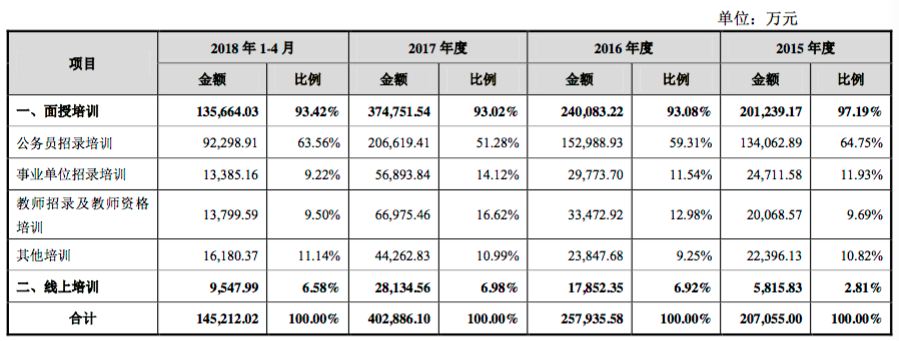 单位：万元
项目 2018 年 1-4 月 2017 年度 2016 年度 2015 年度
金额 比例 金额 比例 金额 比例 金额 比例
一、面授培训 135,664.03 93.42% 374,751.54 93.02% 240,083.22 93.08% 201,239.17 97.19%
公务员招录培训 92,298.91 63.56% 206,619.41 51.28% 152,988.93 59.31% 134,062.89 64.75%
事业单位招录培训 13,385.16 9.22% 56,893.84 14.12% 29,773.70 11.54% 24,711.58 11.93%
教师招录及教师资格
培训 13,799.59 9.50% 66,975.46 16.62% 33,472.92 12.98% 20,068.57 9.69%
其他培训 16,180.37 11.14% 44,262.83 10.99% 23,847.68 9.25% 22,396.13 10.82%
二、线上培训 9,547.99 6.58% 28,134.56 6.98% 17,852.35 6.92% 5,815.83 2.81%
合计 145,212.02 100.00% 402,886.10 100.00% 257,935.58 100.00% 207,055.00 100.00%